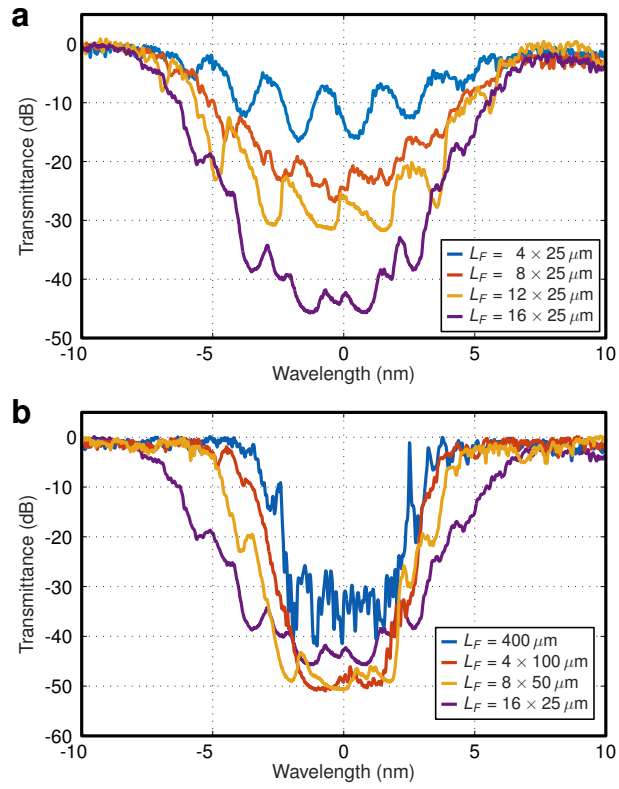 a
0
-10
-20
-30
-40
-50
Transmittance (dB)
-10
-5
0
5
10
Wavelength (nm)
L_F = 4 × 25 μm
L_F = 8 × 25 μm
L_F = 12 × 25 μm
L_F = 16 × 25 μm
b
0
-10
-20
-30
-40
-50
-60
Transmittance (dB)
-10
-5
0
5
10
Wavelength (nm)
L_F = 400 μm
L_F = 4 × 100 μm
L_F = 8 × 50 μm
L_F = 16 × 25 μm